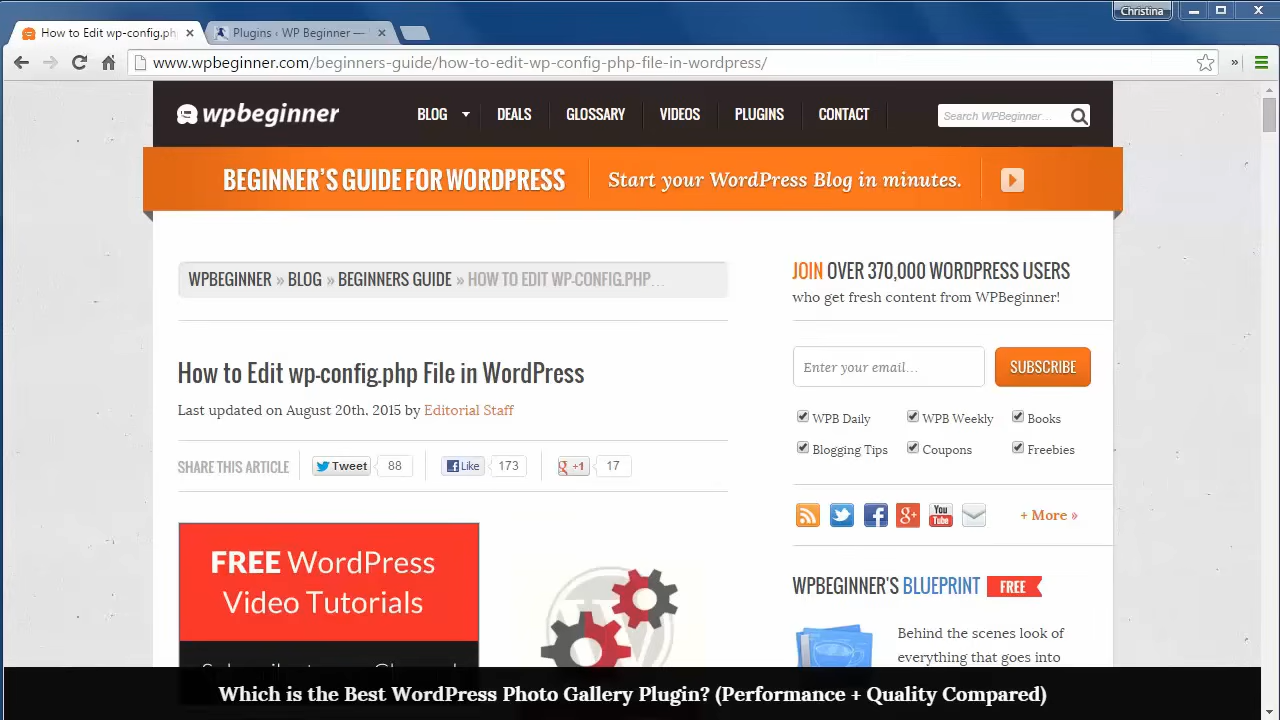 Christina
How to Edit wp-config.ph
Plugins ‹ WP Beginner —
www.wpbeginner.com/beginners-guide/how-to-edit-wp-config-php-file-in-wordpress/
wpbeginner
BLOG DEALS GLOSSARY VIDEOS PLUGINS CONTACT
Search WPBeginner...
BEGINNER'S GUIDE FOR WORDPRESS
Start your WordPress Blog in minutes.
WPBEGINNER » BLOG » BEGINNERS GUIDE » HOW TO EDIT WP-CONFIG.PHP...
How to Edit wp-config.php File in WordPress
Last updated on August 20th, 2015 by Editorial Staff
SHARE THIS ARTICLE Tweet 88 Like 173 g +1 17
FREE WordPress
Video Tutorials
JOIN OVER 370,000 WORDPRESS USERS
who get fresh content from WPBeginner!
Enter your email... SUBSCRIBE
WPB Daily WPB Weekly Books
Blogging Tips Coupons Freebies
You Tube
+ More »
WPBEGINNER'S BLUEPRINT FREE
Behind the scenes look of
everything that goes into
Which is the Best WordPress Photo Gallery Plugin? (Performance + Quality Compared)